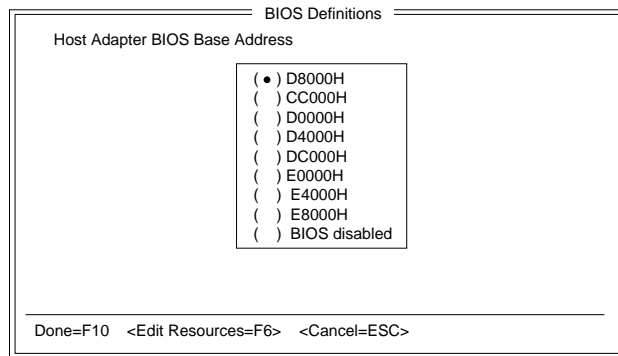 BIOS Definitions
Host Adapter BIOS Base Address
( ● ) D8000H
( ) CC000H
( ) D0000H
( ) D4000H
( ) DC000H
( ) E0000H
( ) E4000H
( ) E8000H
( ) BIOS disabled
Done=F10 <Edit Resources=F6> <Cancel=ESC>